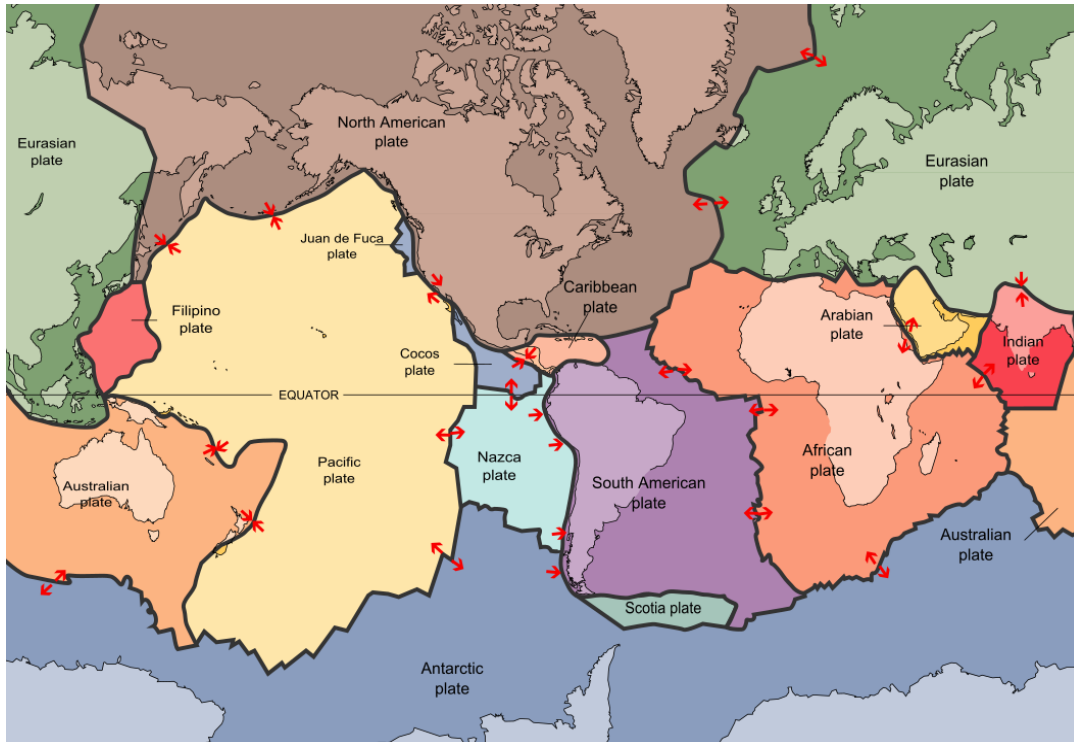 North American
plate
Eurasian
plate
Eurasian
plate
Juan de Fuca
plate
Caribbean
plate
Filipino
plate
Arabian
plate
Indian
plate
Cocos
plate
EQUATOR
Nazca
plate
Pacific
plate
African
plate
South American
plate
Australian
plate
Australian
plate
Scotia plate
Antarctic
plate